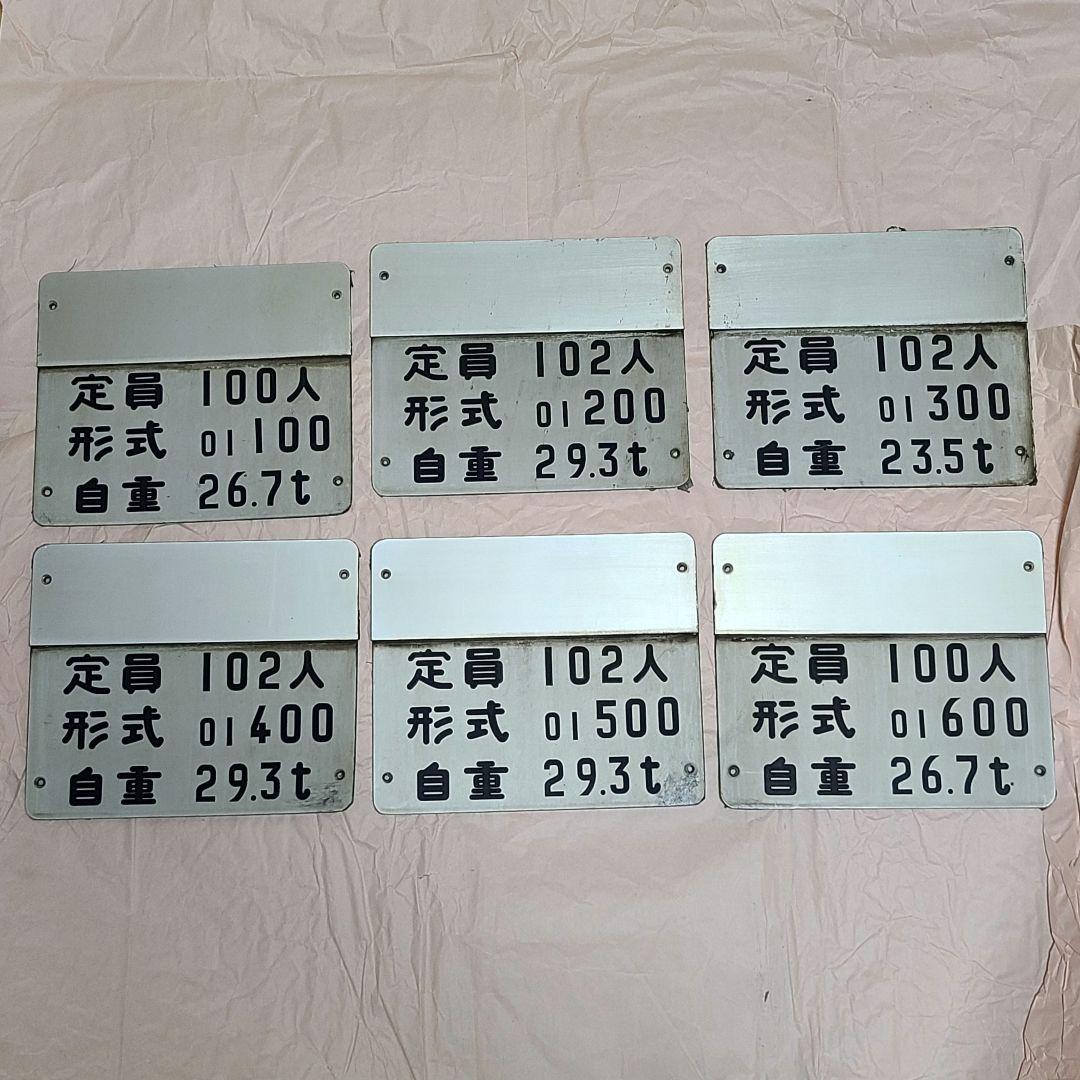 定員 100人
形式 01100
自重 26.7t
定員 102人
形式 01200
自重 29.3t
定員 102人
形式 01300
自重 23.5t
定員 102人
形式 01400
自重 29.3t
定員 102人
形式 01500
自重 29.3t
定員 100人
形式 01600
自重 26.7t